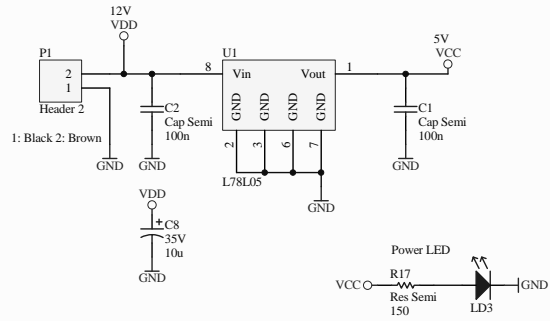 12V
VDD
P1
2
1
Header 2
1: Black 2: Brown
GND
C2
Cap Semi
100n
GND
U1
8
Vin
Vout
1
GND
GND
GND
GND
2
3
6
7
L78L05
GND
5V
VCC
C1
Cap Semi
100n
GND
VDD
+
C8
35V
10u
GND
Power LED
VCC
R17
Res Semi
150
LD3
GND